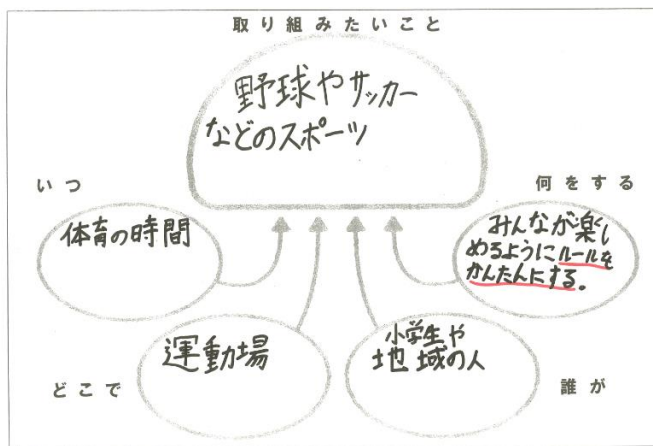 取り組みたいこと
野球やサッカー
などのスポーツ
いつ
体育の時間
何をする
みんなが楽し
めるようにルールを
かんたんにする。
どこで
運動場
誰が
小学生や
地域の人